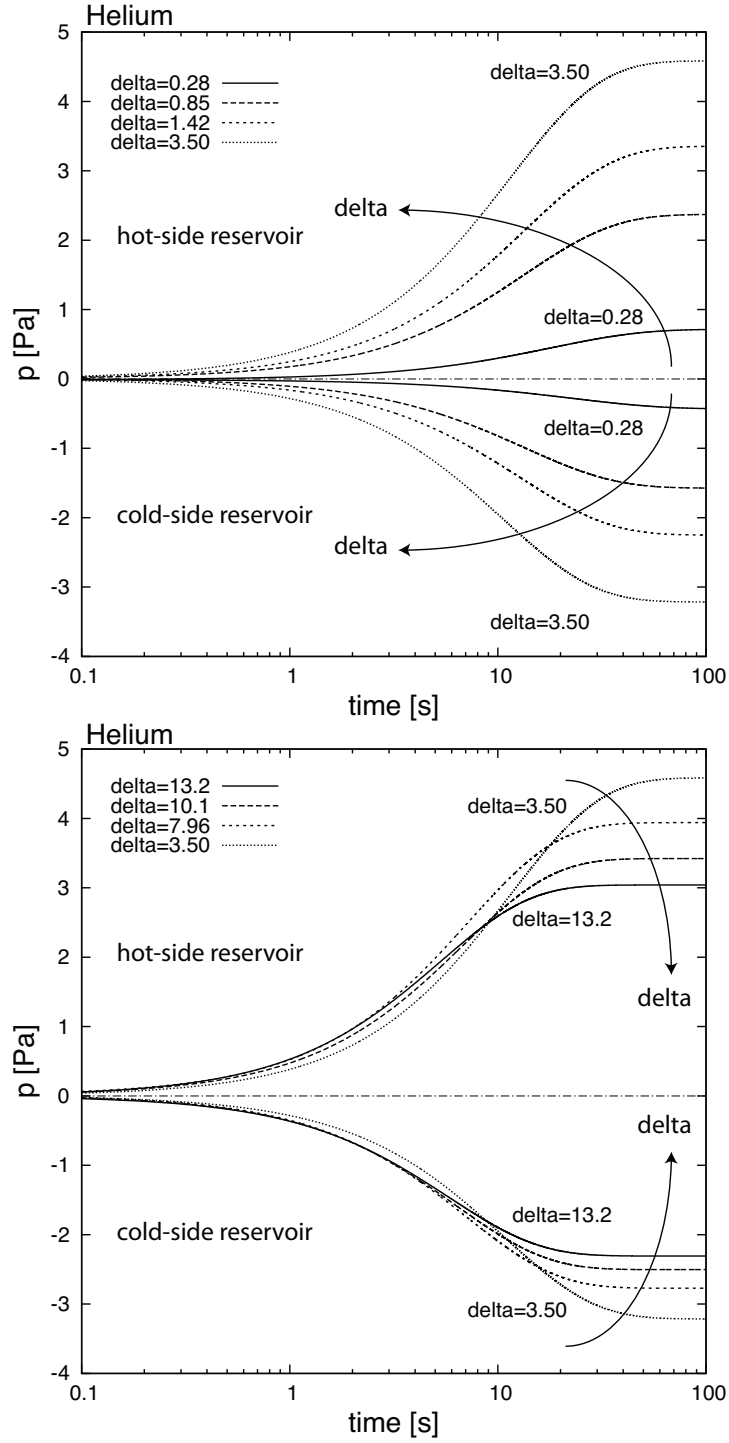 Helium
5
4
3
2
1
0
-1
-2
-3
-4
p [Pa]
delta=0.28
delta=0.85
delta=1.42
delta=3.50
delta=3.50
delta
hot-side reservoir
delta=0.28
delta=0.28
cold-side reservoir
delta
delta=3.50
0.1 1 10 100
time [s]
Helium
5
4
3
2
1
0
-1
-2
-3
-4
p [Pa]
delta=13.2
delta=10.1
delta=7.96
delta=3.50
delta=3.50
delta=13.2
hot-side reservoir
delta
delta
delta=13.2
cold-side reservoir
delta=3.50
0.1 1 10 100
time [s]